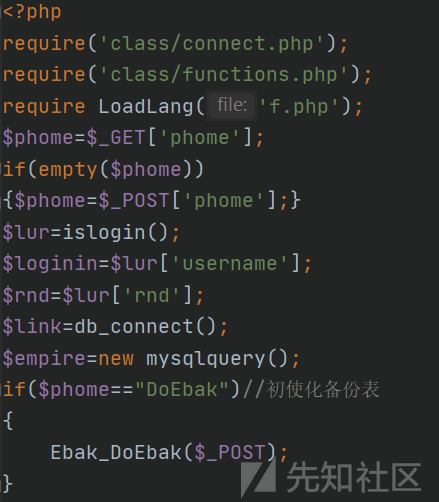 <?php
require('class/connect.php');
require('class/functions.php');
require LoadLang( file: 'f.php');
$phome=$_GET['phome'];
if(empty($phome))
{$phome=$_POST['phome'];}
$lur=islogin();
$loginin=$lur['username'];
$rnd=$lur['rnd'];
$link=db_connect();
$empire=new mysqlquery();
if($phome=="DoEbak")//初使化备份表
{
    Ebak_DoEbak($_POST);
}
先知社区